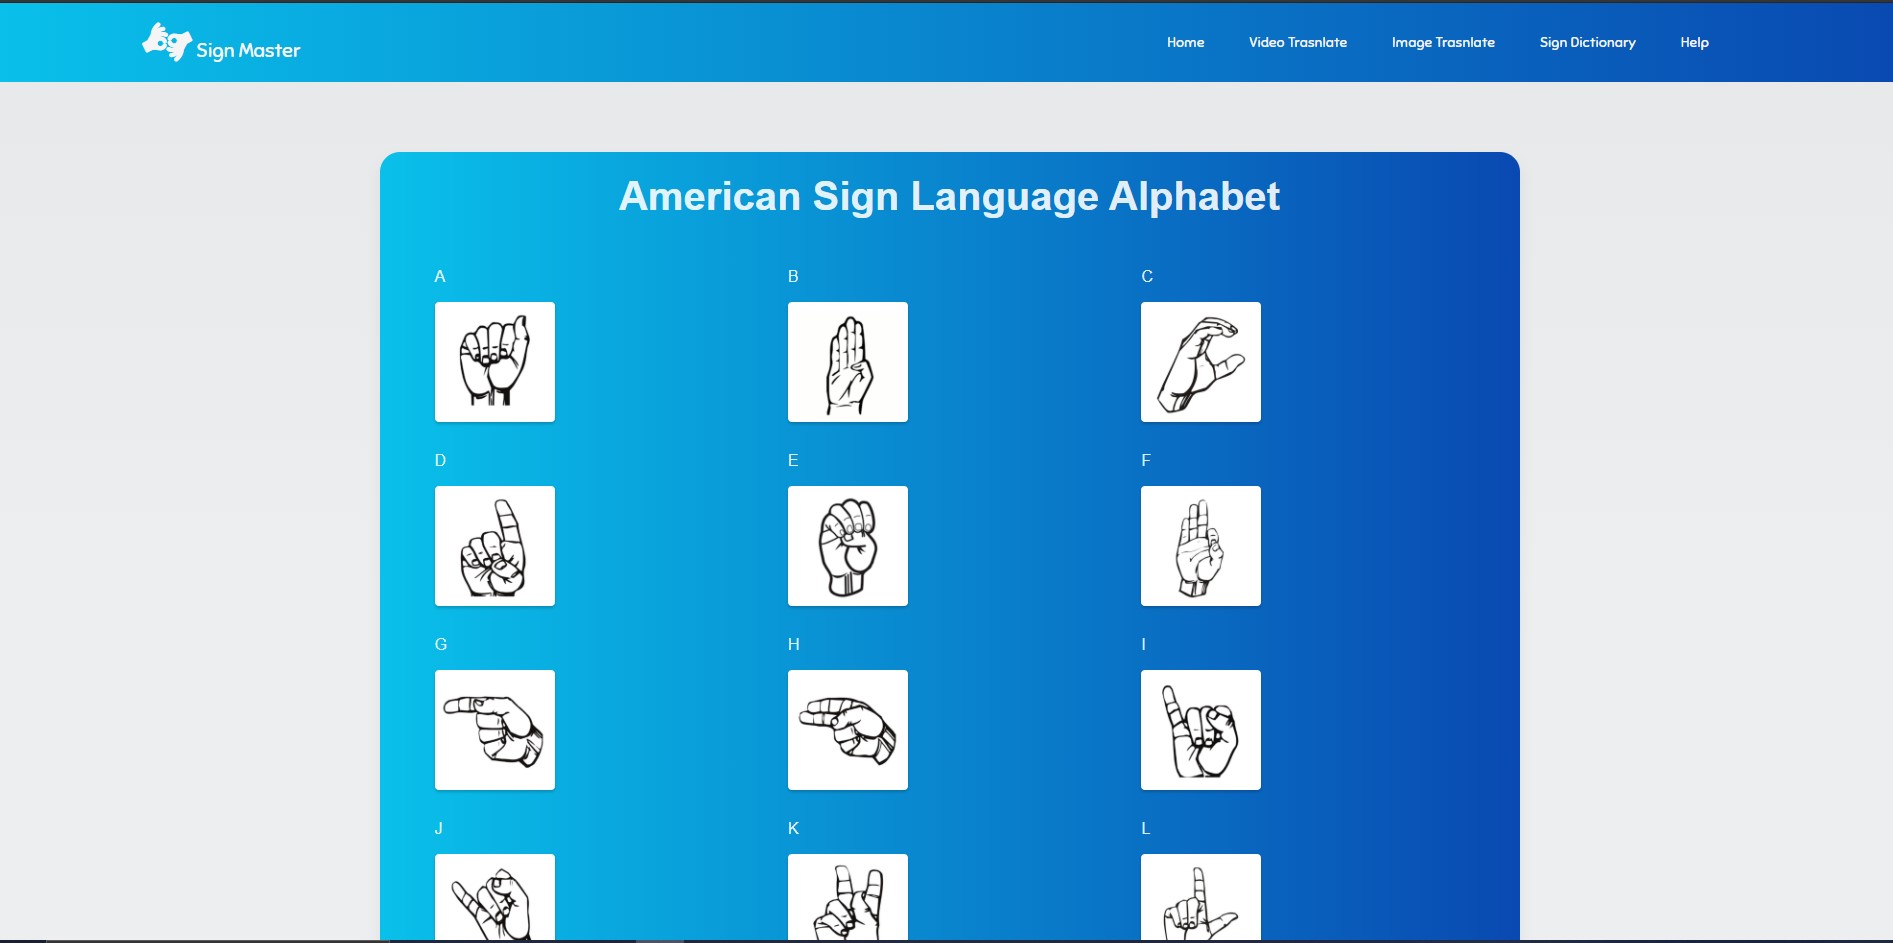 Sign Master
Home Video Trasnlate Image Trasnlate Sign Dictionary Help
American Sign Language Alphabet
A B C
D E F
G H I
J K L